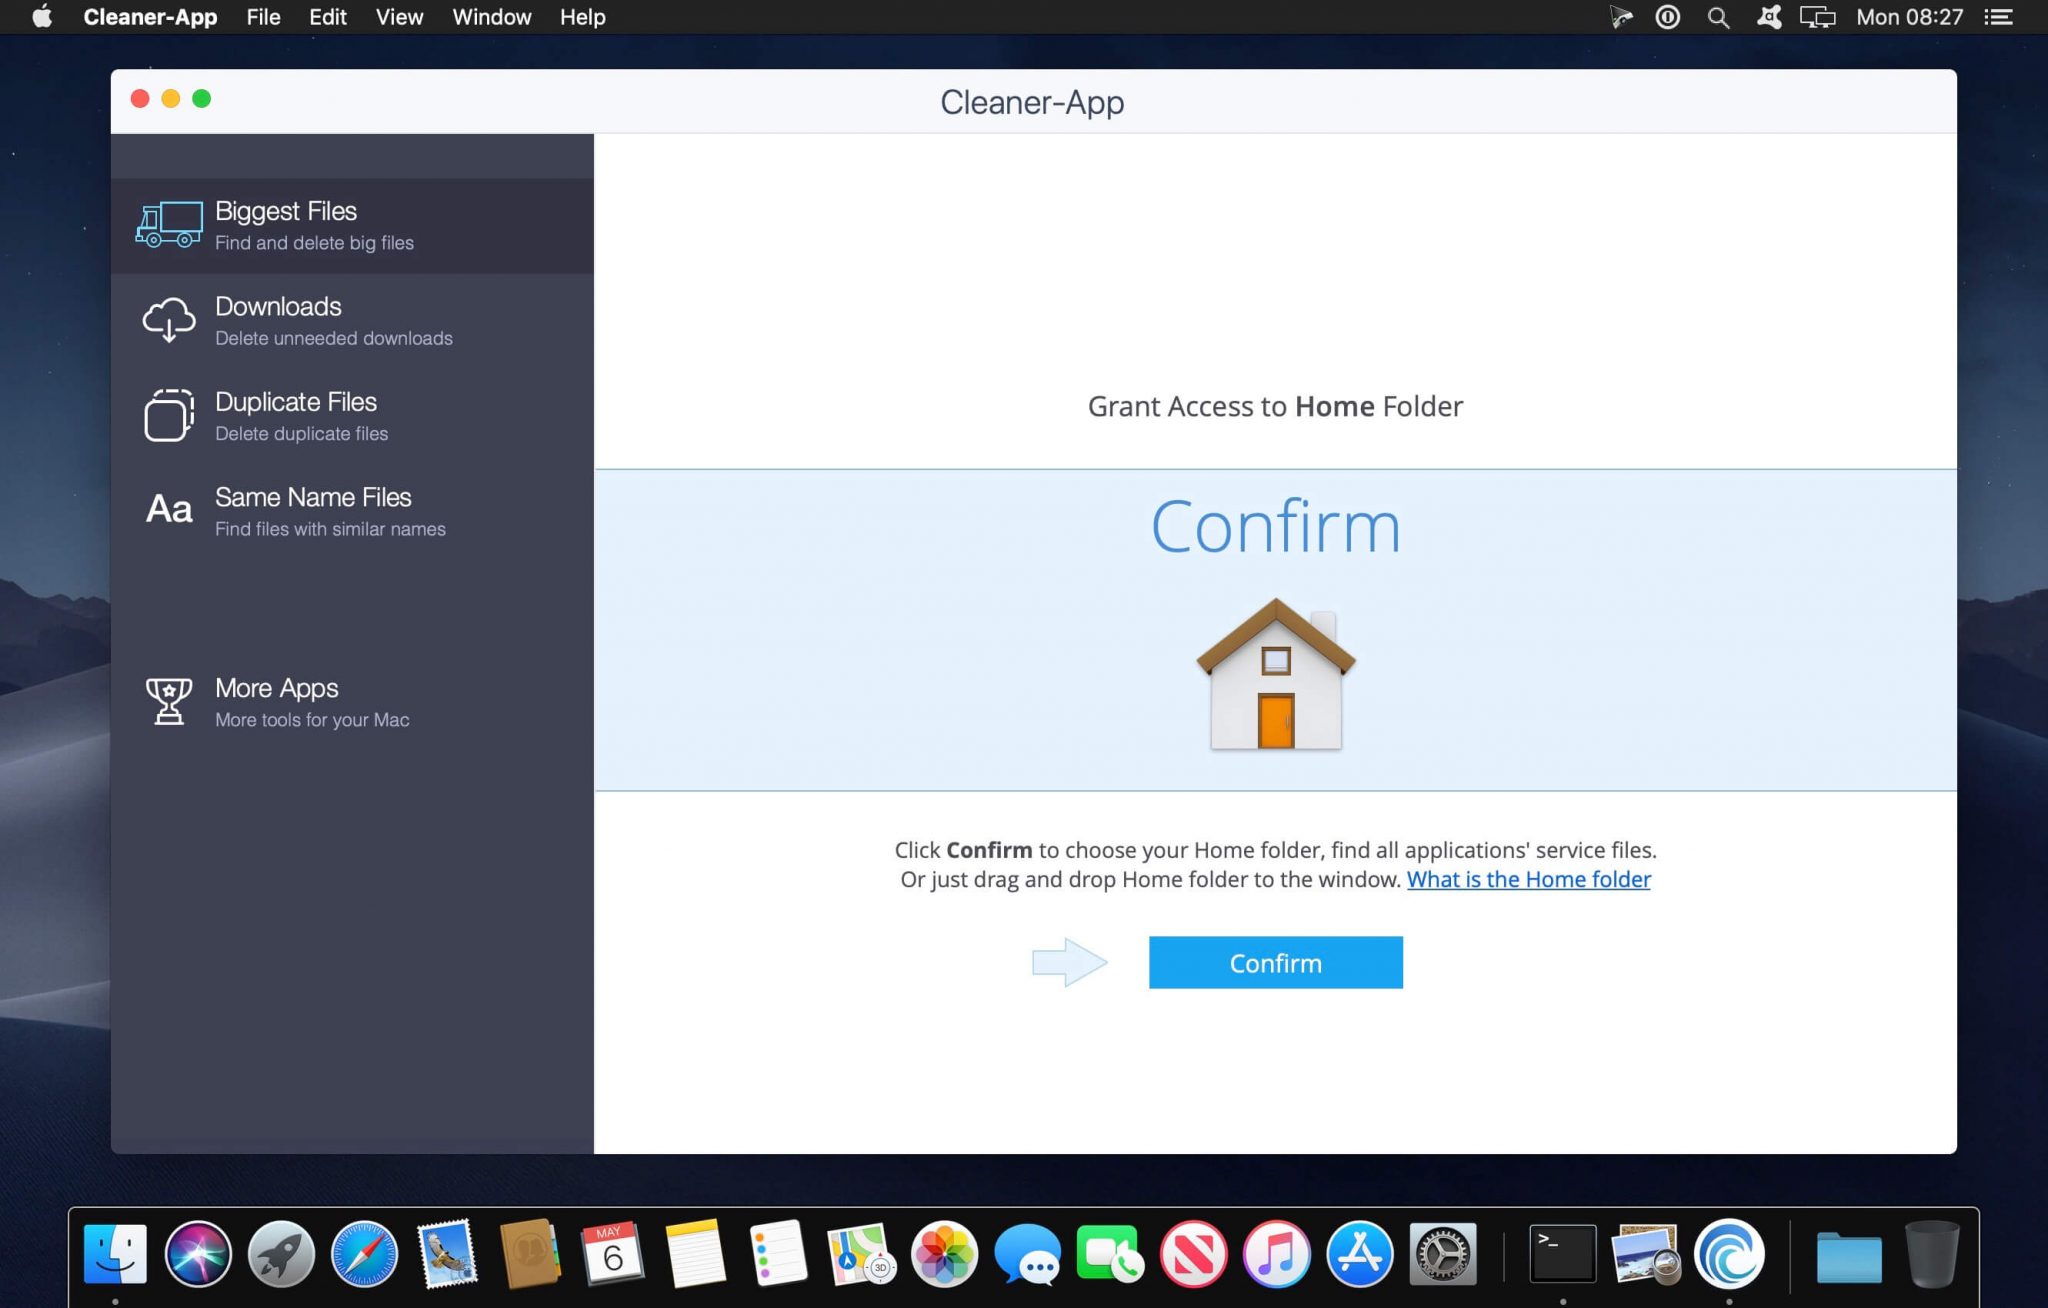 Cleaner-App File Edit View Window Help Mon 08:27
Cleaner-App
Biggest Files
Find and delete big files
Downloads
Delete unneeded downloads
Duplicate Files
Delete duplicate files
Aa
Same Name Files
Find files with similar names
More Apps
More tools for your Mac
Grant Access to Home Folder
Confirm
Click Confirm to choose your Home folder, find all applications' service files.
Or just drag and drop Home folder to the window. What is the Home folder
Confirm
MAY
6
3D
>_